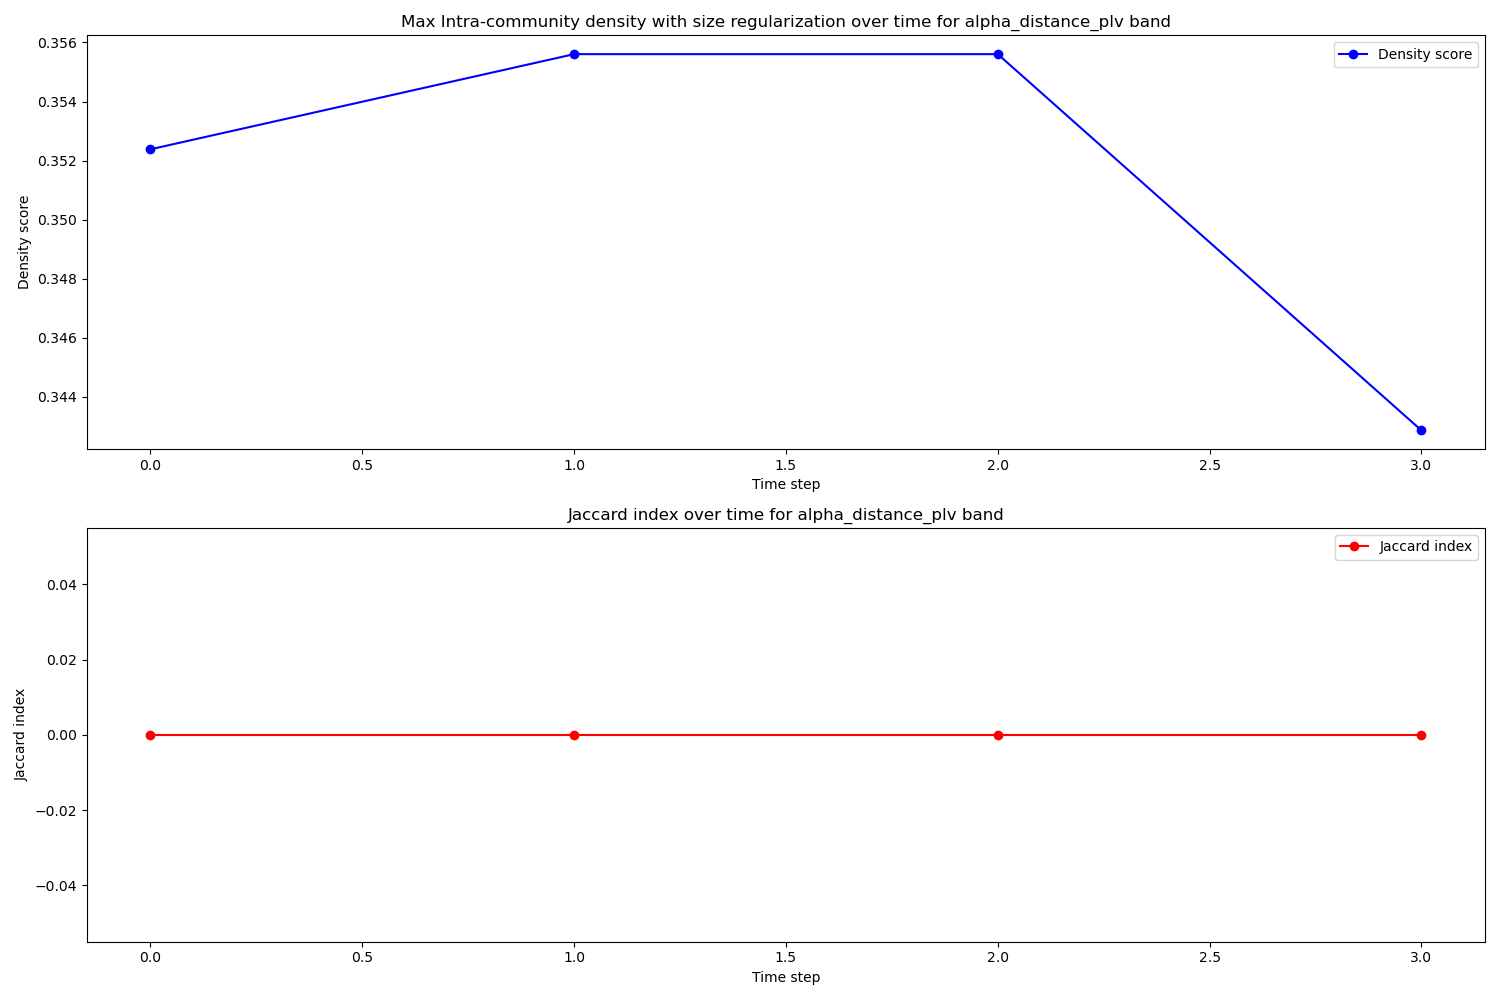 Max Intra-community density with size regularization over time for alpha_distance_plv band
0.356
0.354
0.352
0.350
0.348
0.346
0.344
Density score
Density score
0.0 0.5 1.0 1.5 2.0 2.5 3.0
Time step
Jaccard index over time for alpha_distance_plv band
0.04
0.02
0.00
−0.02
−0.04
Jaccard index
Jaccard index
0.0 0.5 1.0 1.5 2.0 2.5 3.0
Time step